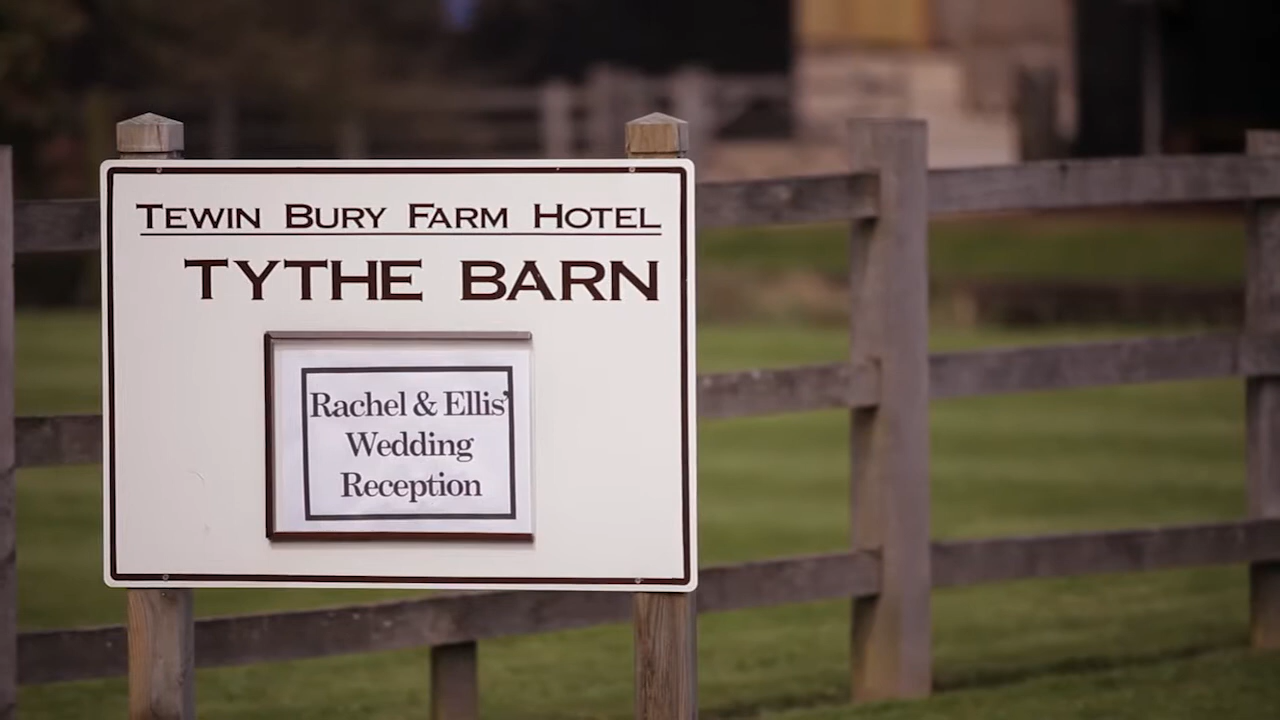 TEWIN BURY FARM HOTEL
TYTHE BARN
Rachel & Ellis'
Wedding
Reception